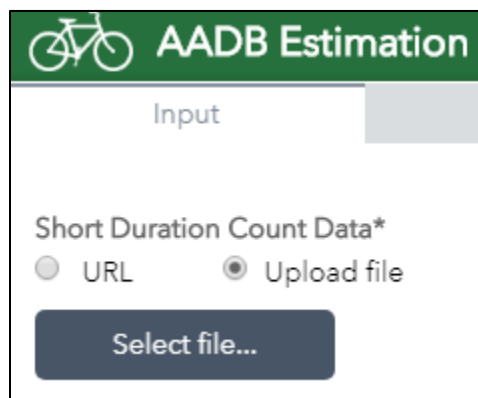 AADB Estimation
Input
Short Duration Count Data*
URL Upload file
Select file...